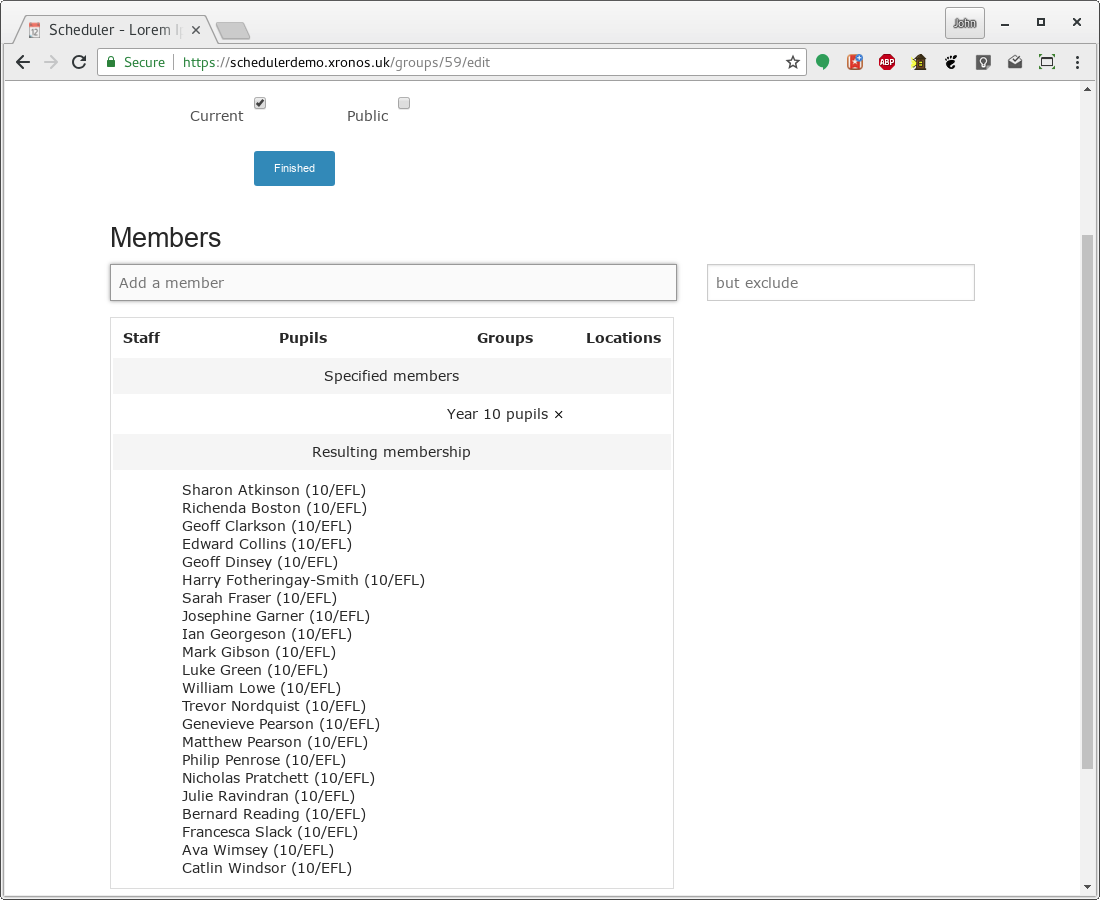 Scheduler - Lorem I
John
Secure
https://schedulerdemo.xronos.uk/groups/59/edit
ABP
Current
Public
Finished
Members
Add a member
but exclude
Staff Pupils Groups Locations
Specified members
Year 10 pupils ×
Resulting membership
Sharon Atkinson (10/EFL)
Richenda Boston (10/EFL)
Geoff Clarkson (10/EFL)
Edward Collins (10/EFL)
Geoff Dinsey (10/EFL)
Harry Fotheringay-Smith (10/EFL)
Sarah Fraser (10/EFL)
Josephine Garner (10/EFL)
Ian Georgeson (10/EFL)
Mark Gibson (10/EFL)
Luke Green (10/EFL)
William Lowe (10/EFL)
Trevor Nordquist (10/EFL)
Genevieve Pearson (10/EFL)
Matthew Pearson (10/EFL)
Philip Penrose (10/EFL)
Nicholas Pratchett (10/EFL)
Julie Ravindran (10/EFL)
Bernard Reading (10/EFL)
Francesca Slack (10/EFL)
Ava Wimsey (10/EFL)
Catlin Windsor (10/EFL)